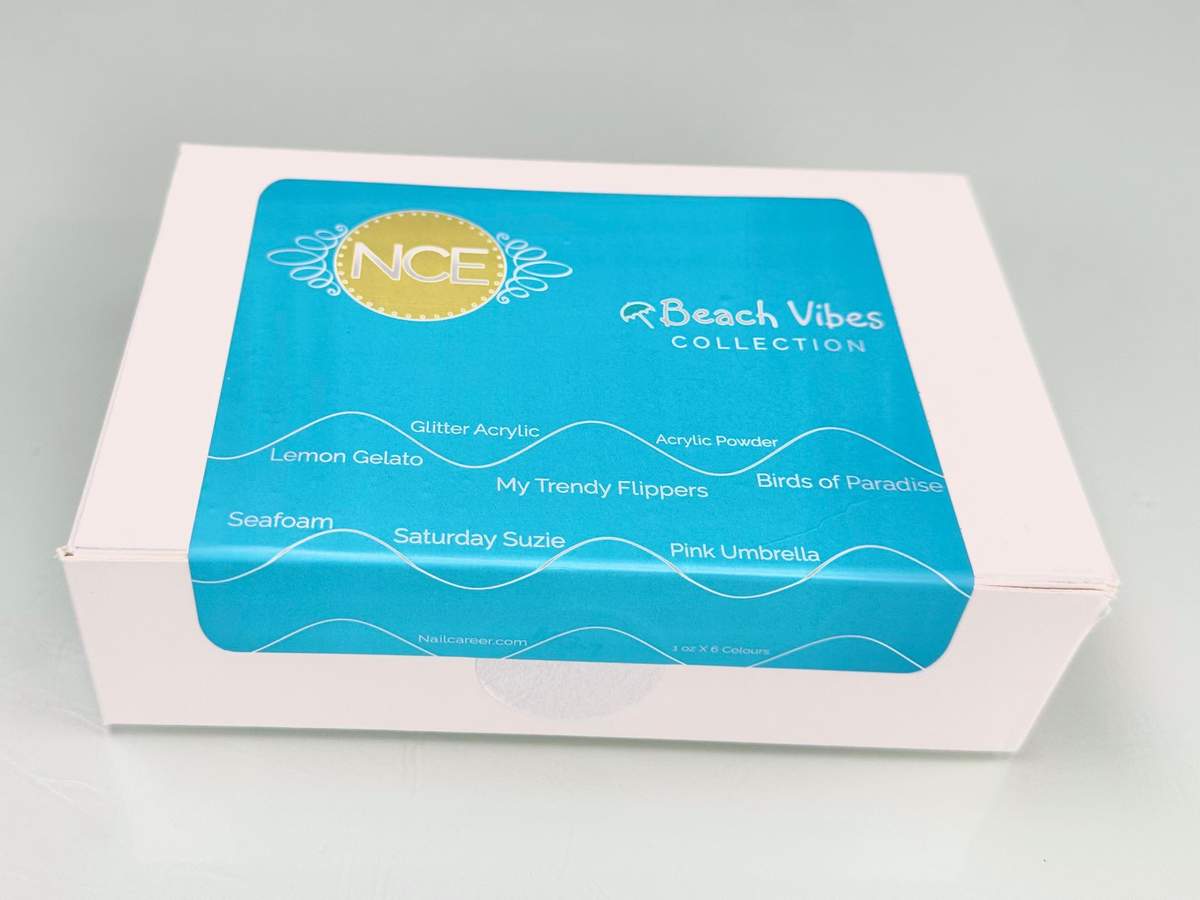 NCE
Beach Vibes
COLLECTION
Glitter Acrylic
Acrylic Powder
Lemon Gelato
My Trendy Flippers
Birds of Paradise
Seafoam
Saturday Suzie
Pink Umbrella
Nailcareer.com
1 oz X 6 Colours